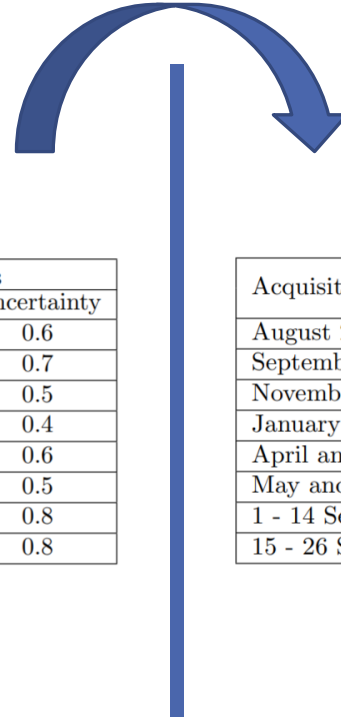 s
ncertainty
0.6
0.7
0.5
0.4
0.6
0.5
0.8
0.8
Acquisit
August
Septemb
Novemb
January
April an
May and
1 - 14 Se
15 - 26 S